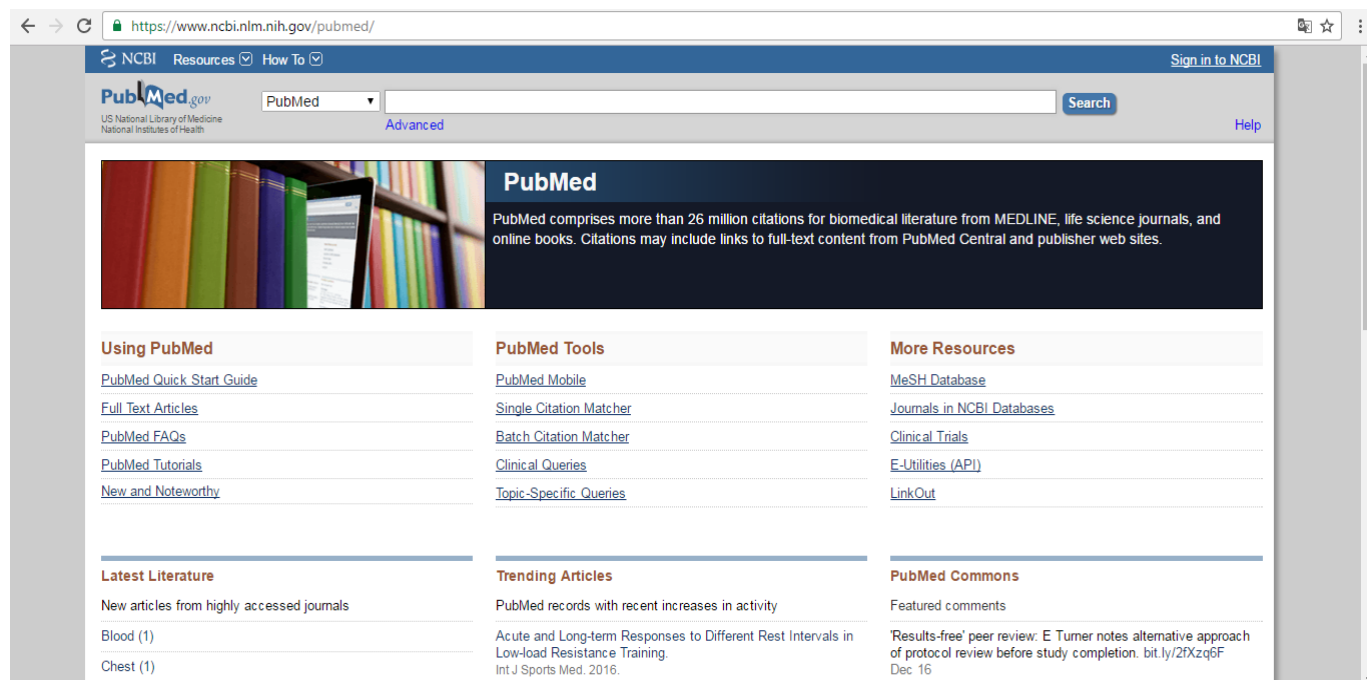 https://www.ncbi.nlm.nih.gov/pubmed/
NCBI Resources How To Sign in to NCBI
PubMed.gov
US National Library of Medicine
National Institutes of Health
PubMed
Search
Advanced
Help
PubMed
PubMed comprises more than 26 million citations for biomedical literature from MEDLINE, life science journals, and
online books. Citations may include links to full-text content from PubMed Central and publisher web sites.
Using PubMed
PubMed Quick Start Guide
Full Text Articles
PubMed FAQs
PubMed Tutorials
New and Noteworthy
PubMed Tools
PubMed Mobile
Single Citation Matcher
Batch Citation Matcher
Clinical Queries
Topic-Specific Queries
More Resources
MeSH Database
Journals in NCBI Databases
Clinical Trials
E-Utilities (API)
LinkOut
Latest Literature
New articles from highly accessed journals
Blood (1)
Chest (1)
Trending Articles
PubMed records with recent increases in activity
Acute and Long-term Responses to Different Rest Intervals in
Low-load Resistance Training.
Int J Sports Med. 2016.
PubMed Commons
Featured comments
'Results-free' peer review: E Turner notes alternative approach
of protocol review before study completion. bit.ly/2fXzq6F
Dec 16